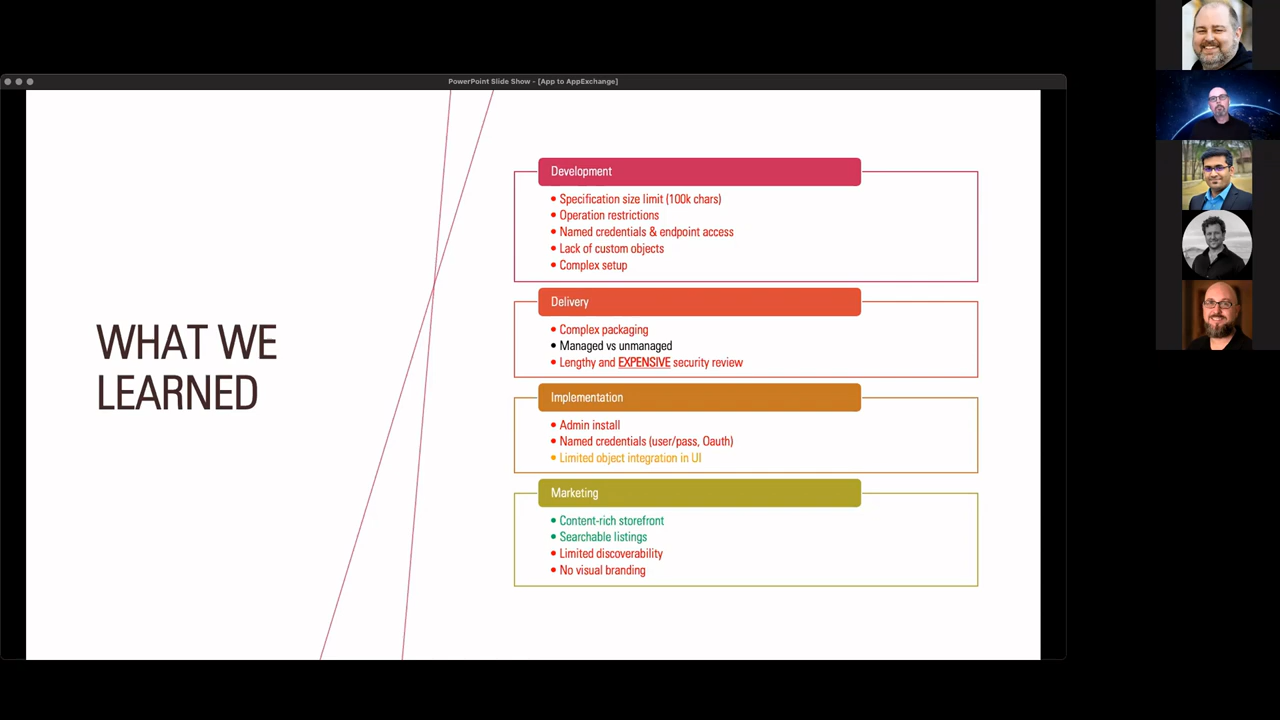 PowerPoint Slide Show - [App to AppExchange]
WHAT WE
LEARNED
Development
• Specification size limit (100k chars)
• Operation restrictions
• Named credentials & endpoint access
• Lack of custom objects
• Complex setup
Delivery
• Complex packaging
• Managed vs unmanaged
• Lengthy and EXPENSIVE security review
Implementation
• Admin install
• Named credentials (user/pass, Oauth)
• Limited object integration in UI
Marketing
• Content-rich storefront
• Searchable listings
• Limited discoverability
• No visual branding